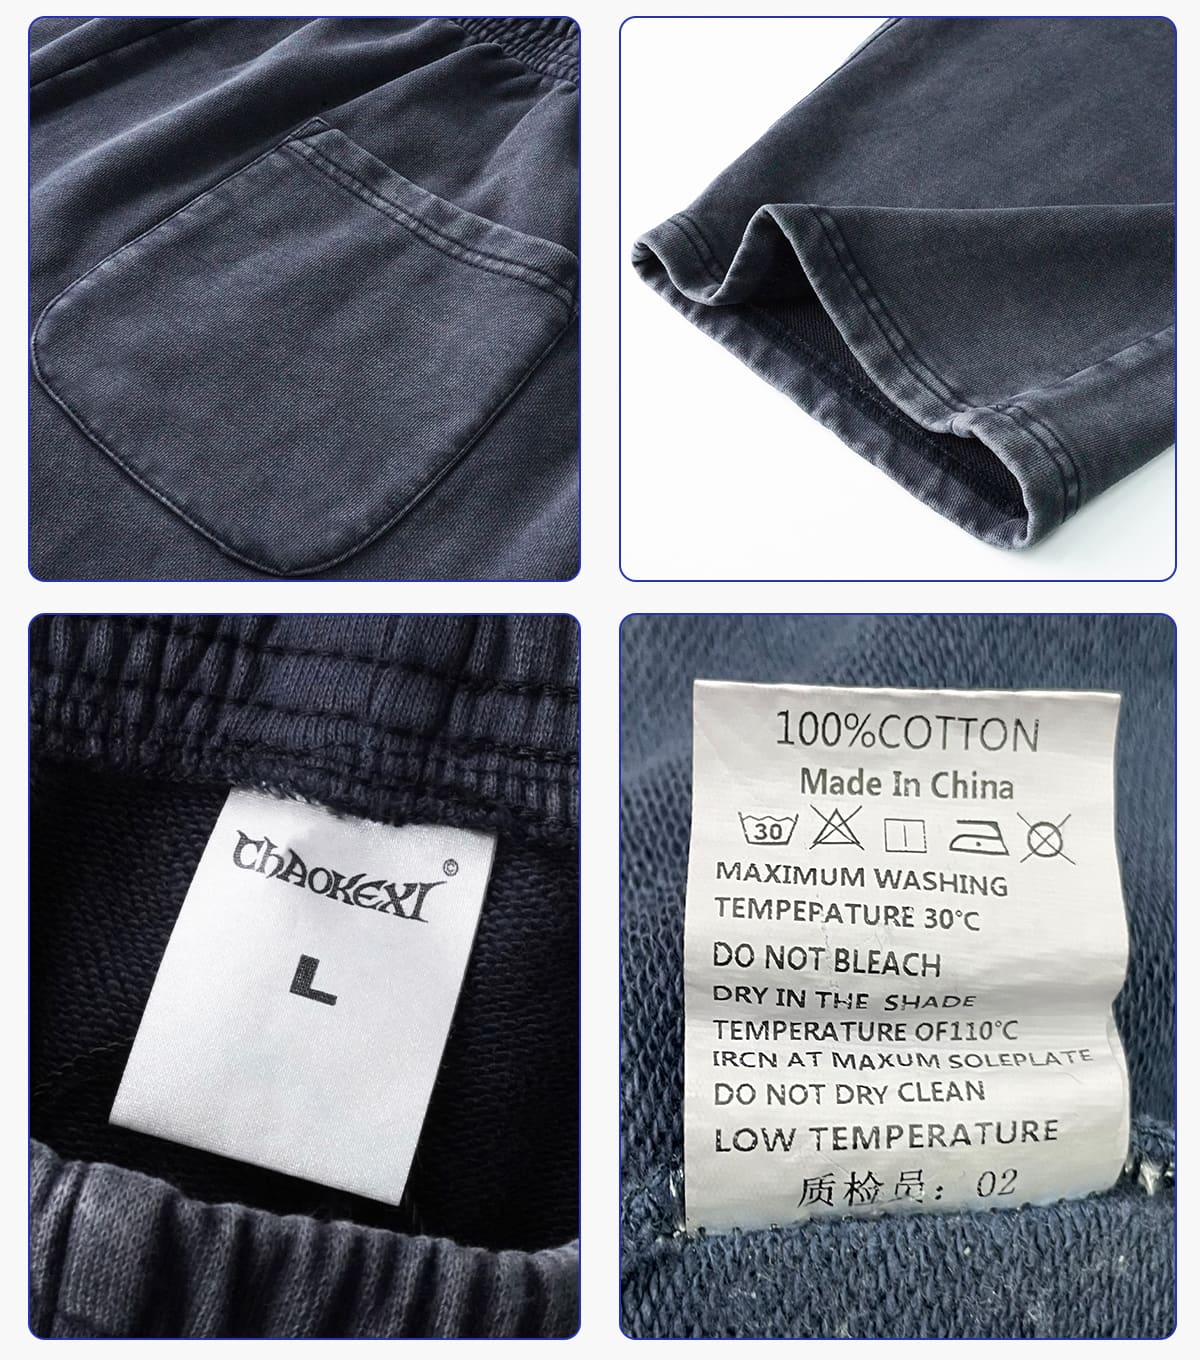 CHAOKEXI ©
L
100%COTTON
Made In China
30
MAXIMUM WASHING
TEMPEPATURE 30°C
DO NOT BLEACH
DRY IN THE SHADE
TEMPERATURE OF110°C
IRCN AT MAXUM SOLEPLATE
DO NOT DRY CLEAN
LOW TEMPERATURE
质检员：02